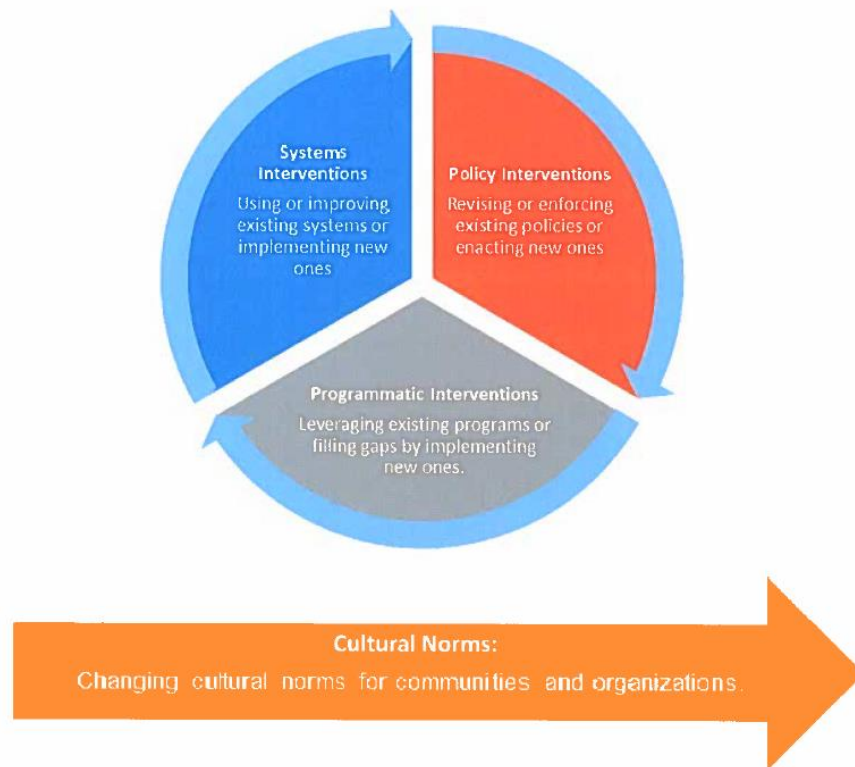 Systems
Interventions
Using or improving
existing systems or
implementing new
ones
Policy Interventions
Revising or enforcing
existing policies or
enacting new ones
Programmatic Interventions
Leveraging existing programs or
filling gaps by implementing
new ones.
Cultural Norms:
Changing cultural norms for communities and organizations.